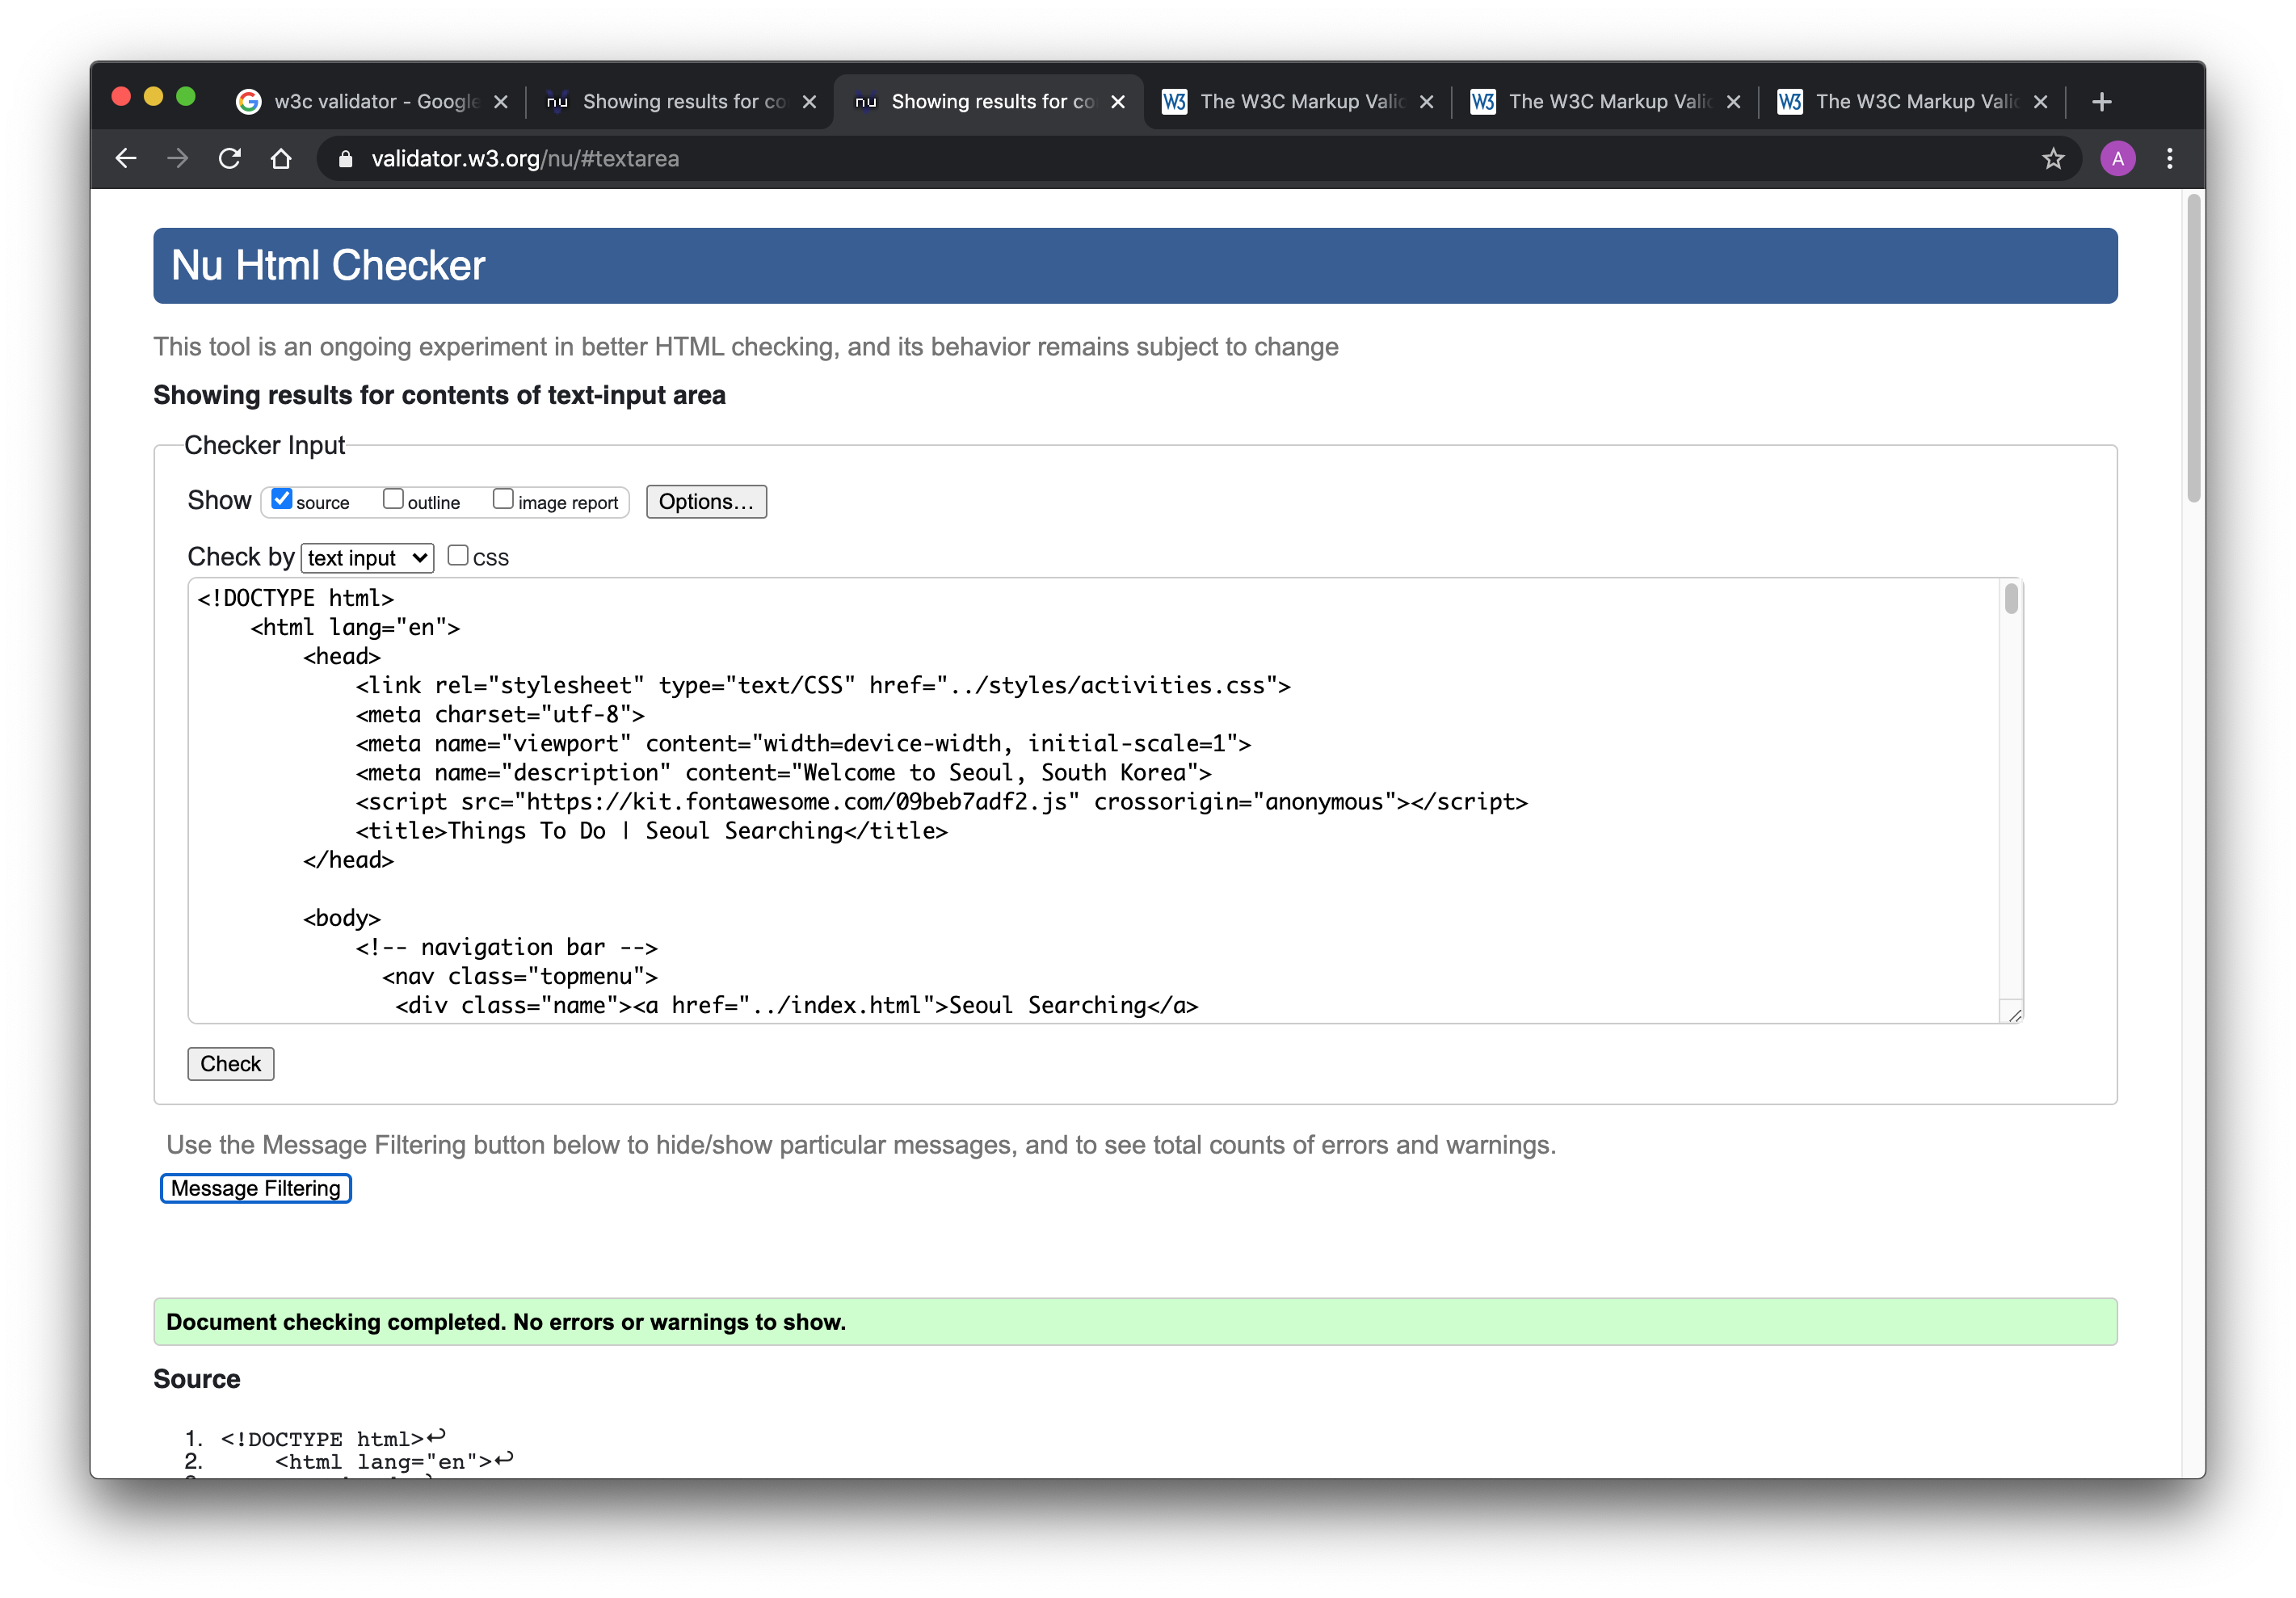 w3c validator - Google
Showing results for co
Showing results for co
The W3C Markup Valid
The W3C Markup Valid
The W3C Markup Valid
validator.w3.org/nu/#textarea
A
Nu Html Checker
This tool is an ongoing experiment in better HTML checking, and its behavior remains subject to change
Showing results for contents of text-input area
Checker Input
Show source outline image report Options...
Check by text input CSS
<!DOCTYPE html>
<html lang="en">
<head>
<link rel="stylesheet" type="text/CSS" href="../styles/activities.css">
<meta charset="utf-8">
<meta name="viewport" content="width=device-width, initial-scale=1">
<meta name="description" content="Welcome to Seoul, South Korea">
<script src="https://kit.fontawesome.com/09beb7adf2.js" crossorigin="anonymous"></script>
<title>Things To Do | Seoul Searching</title>
</head>
<body>
<!-- navigation bar -->
<nav class="topmenu">
<div class="name"><a href="../index.html">Seoul Searching</a>
Check
Use the Message Filtering button below to hide/show particular messages, and to see total counts of errors and warnings.
Message Filtering
Document checking completed. No errors or warnings to show.
Source
1. <!DOCTYPE html>↩
2. <html lang="en">↩